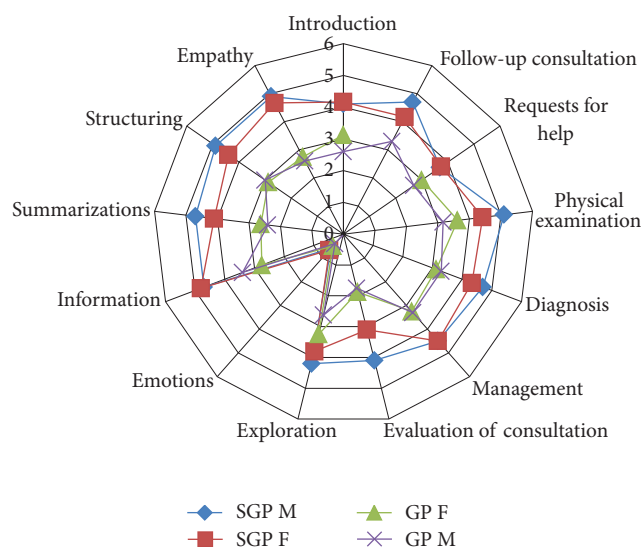 Introduction
Follow-up consultation
Requests for
help
Physical
examination
Diagnosis
Management
Evaluation of consultation
Exploration
Emotions
Information
Summarizations
Structuring
Empathy
6
5
4
3
2
1
0
SGP M
SGP F
GP F
GP M